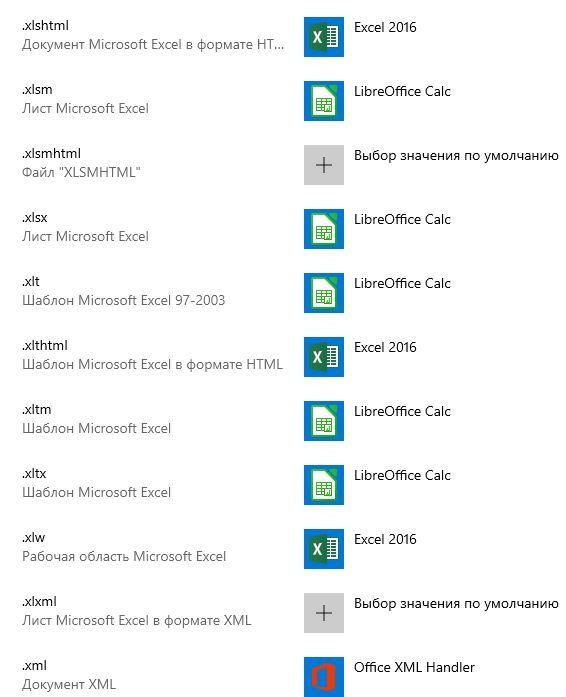 .xlshtml
Документ Microsoft Excel в формате HT...
Excel 2016
.xlsm
Лист Microsoft Excel
LibreOffice Calc
.xlsmhtml
Файл "XLSMHTML"
Выбор значения по умолчанию
.xlsx
Лист Microsoft Excel
LibreOffice Calc
.xlt
Шаблон Microsoft Excel 97-2003
LibreOffice Calc
.xlthtml
Шаблон Microsoft Excel в формате HTML
Excel 2016
.xltm
Шаблон Microsoft Excel
LibreOffice Calc
.xltx
Шаблон Microsoft Excel
LibreOffice Calc
.xlw
Рабочая область Microsoft Excel
Excel 2016
.xlxml
Лист Microsoft Excel в формате XML
Выбор значения по умолчанию
.xml
Документ XML
Office XML Handler